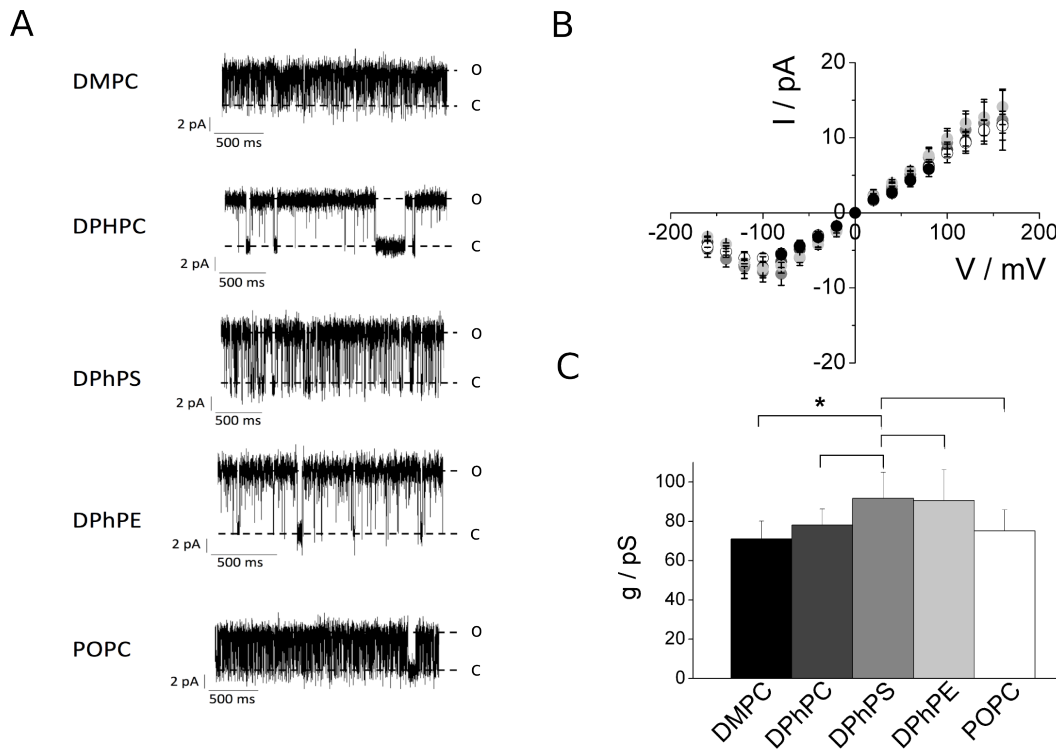 A
DMPC
O
C
2 pA
500 ms
DPHPC
O
C
2 pA
500 ms
DPhPS
O
C
2 pA
500 ms
DPhPE
O
C
2 pA
500 ms
POPC
O
C
2 pA
500 ms
B
I / pA
20
10
0
-10
-20
-200
-100
0
100
200
V / mV
C
*
g / pS
100
80
60
40
20
0
DMPC
DPhPC
DPhPS
DPhPE
POPC